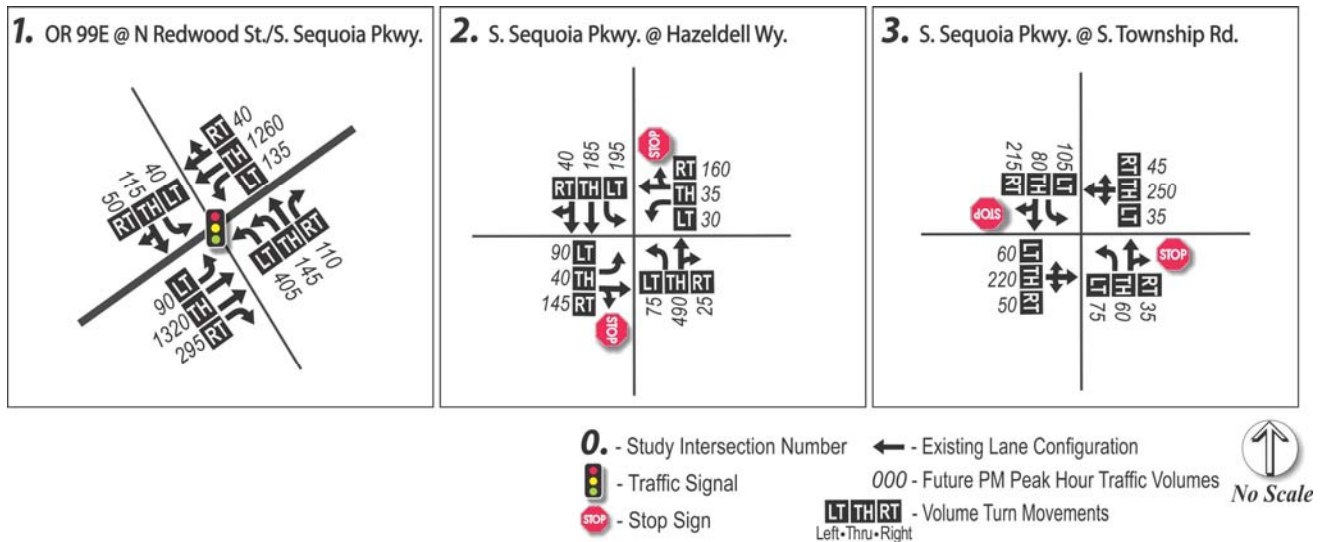 1. OR 99E @ N Redwood St./S. Sequoia Pkwy.
RT 40
TH 1260
LT 135
40 LT
115 TH
50 RT
90 LT
1320 TH
295 RT
LT TH RT
405 145 110
2. S. Sequoia Pkwy. @ Hazeldell Wy.
STOP
40 185 195
RT TH LT
RT 160
TH 35
LT 30
90 LT
40 TH
145 RT
LT TH RT
75 490 25
STOP
3. S. Sequoia Pkwy. @ S. Township Rd.
215 80 105
RT TH LT
RT 45
TH 250
LT 35
STOP
60 LT
220 TH
50 RT
STOP
LT TH RT
75 60 35
0. - Study Intersection Number
- Traffic Signal
STOP - Stop Sign
- Existing Lane Configuration
000 - Future PM Peak Hour Traffic Volumes
LT TH RT - Volume Turn Movements
Left•Thru•Right
No Scale